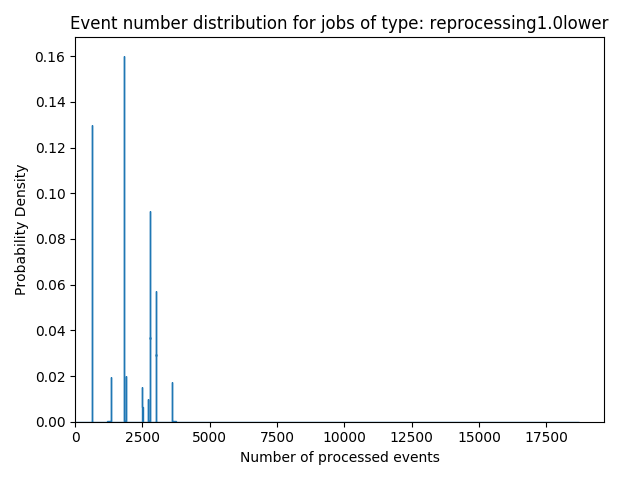 Event number distribution for jobs of type: reprocessing1.0lower
Probability Density
0.16
0.14
0.12
0.10
0.08
0.06
0.04
0.02
0.00
0 2500 5000 7500 10000 12500 15000 17500
Number of processed events